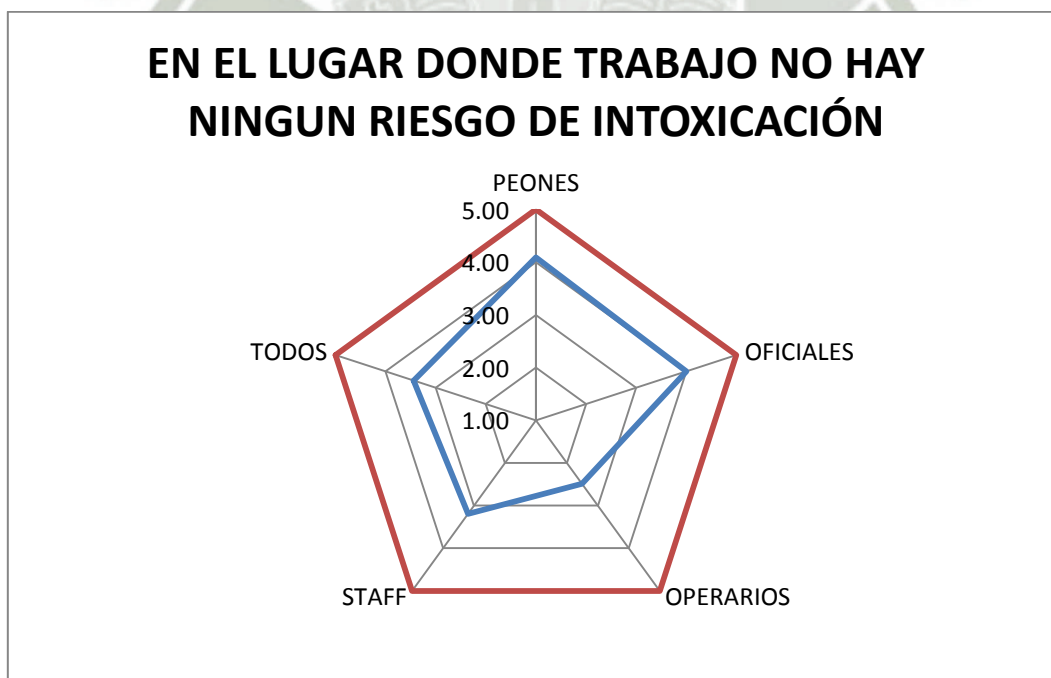 EN EL LUGAR DONDE TRABAJO NO HAY
NINGUN RIESGO DE INTOXICACIÓN
PEONES
5.00
4.00
3.00
TODOS
OFICIALES
2.00
1.00
STAFF
OPERARIOS